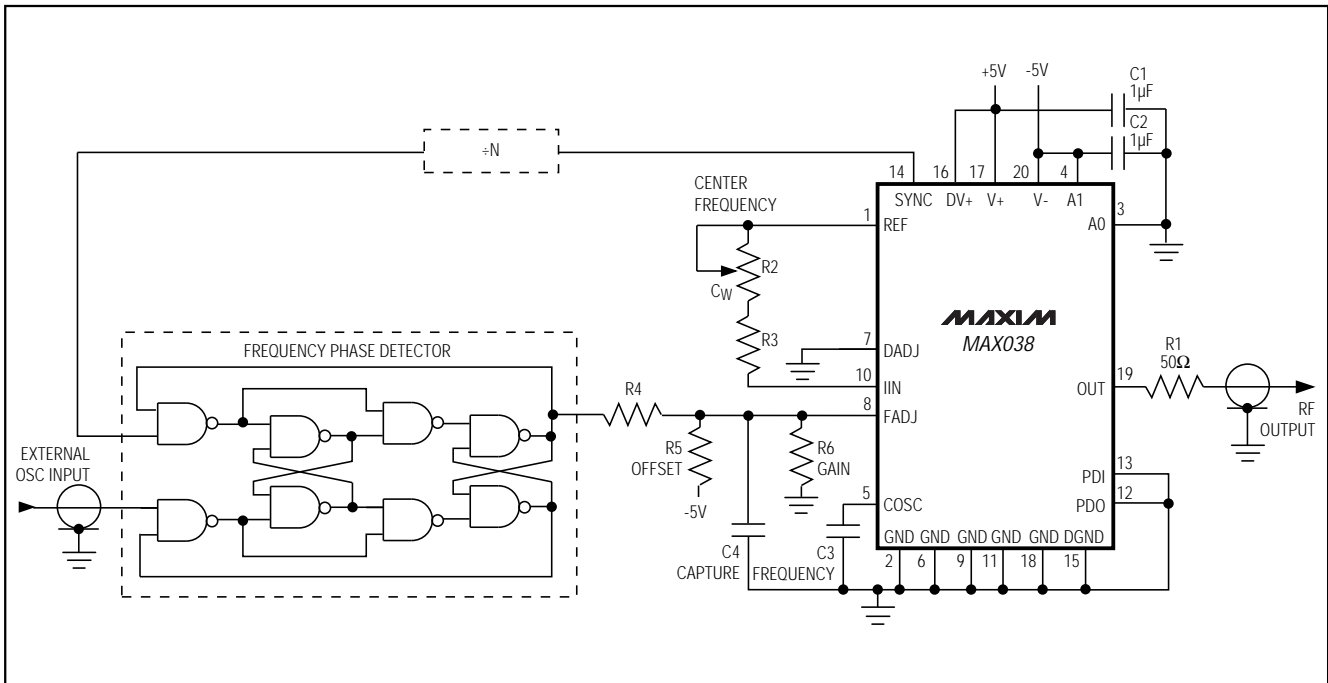 +5V
-5V
C1
1µF
C2
1µF
÷N
14
16
17
20
4
SYNC
DV+
V+
V-
A1
CENTER
FREQUENCY
1
REF
3
A0
R2
CW
R3
MAXIM
MAX038
7
DADJ
10
IIN
8
FADJ
FREQUENCY PHASE DETECTOR
R4
R5
OFFSET
-5V
R6
GAIN
19
OUT
R1
50Ω
RF
OUTPUT
EXTERNAL
OSC INPUT
13
PDI
12
PDO
5
COSC
C4
CAPTURE
C3
FREQUENCY
GND
GND
GND
GND
GND
DGND
2
6
9
11
18
15